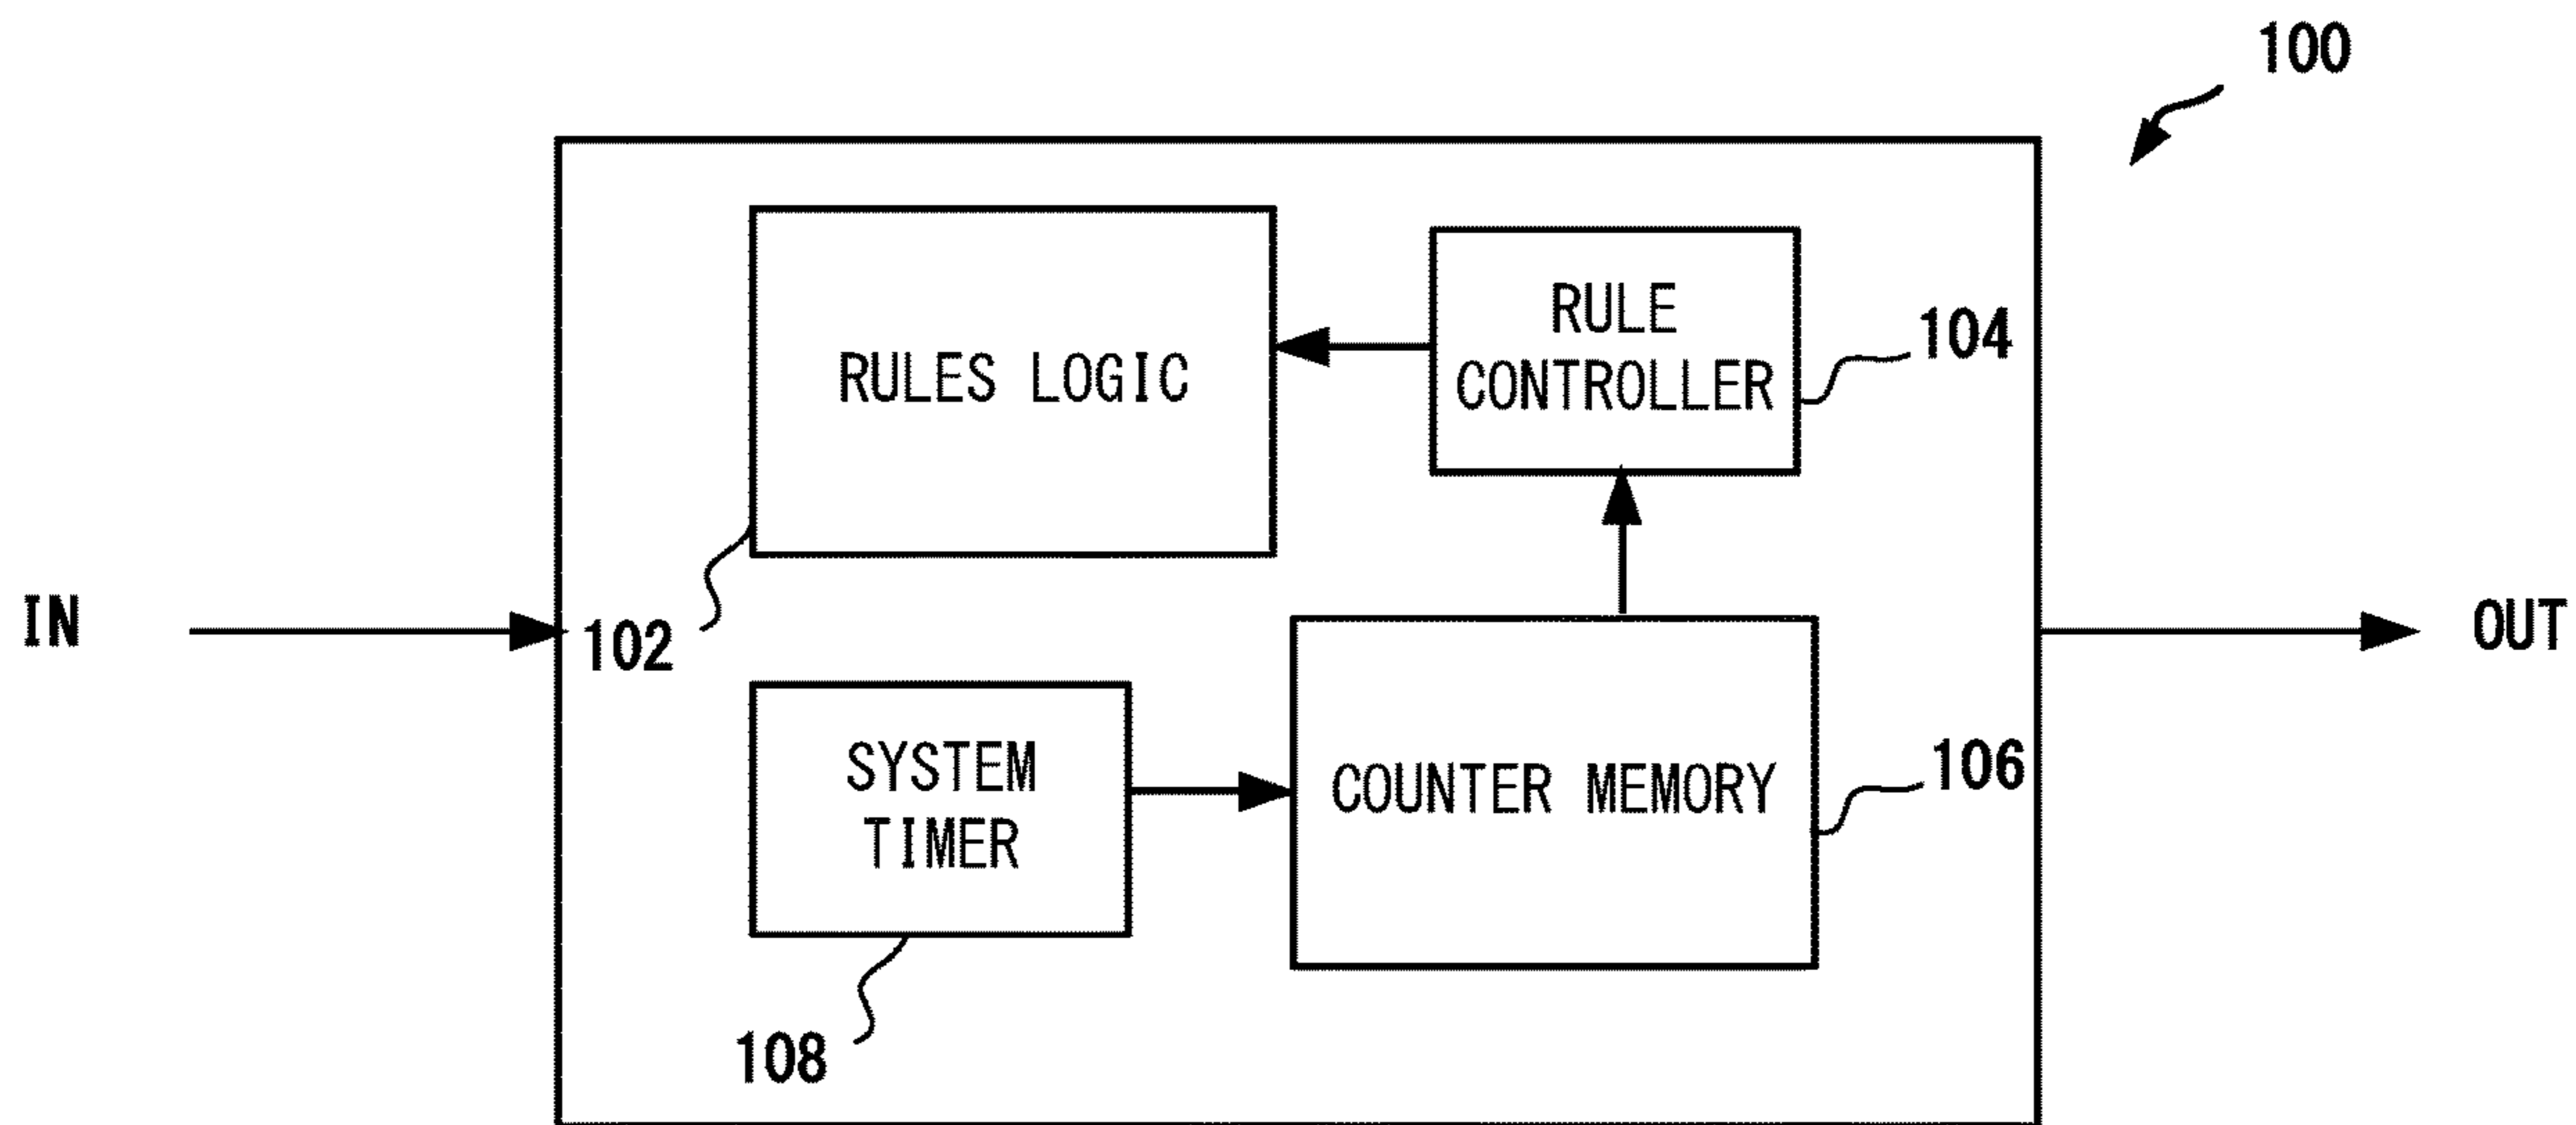 100
RULE
CONTROLLER
104
RULES LOGIC
IN
102
OUT
SYSTEM
TIMER
COUNTER MEMORY
106
108